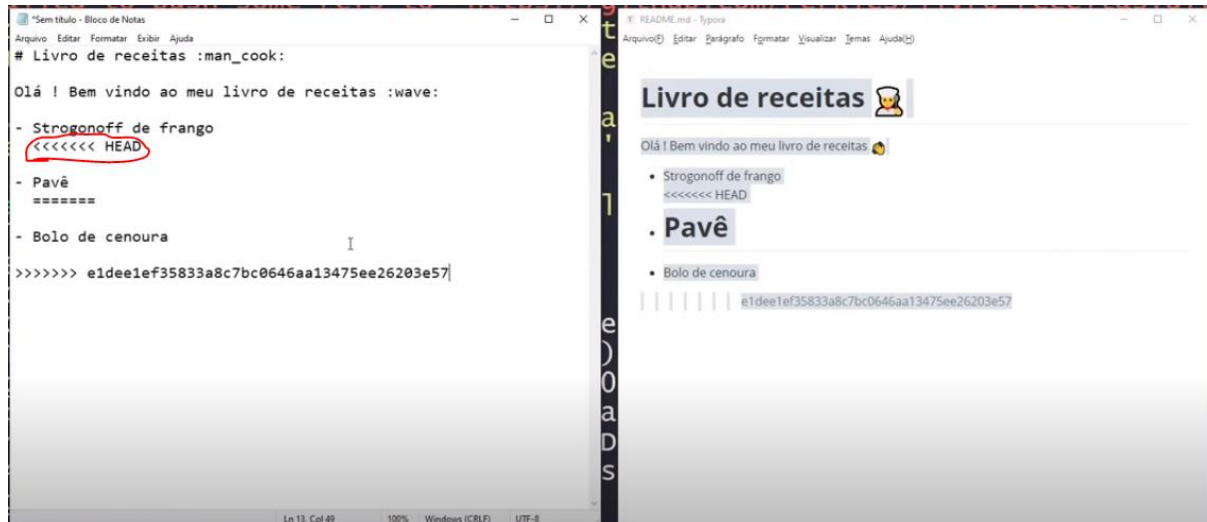 *Sem título - Bloco de Notas
Arquivo Editar Formatar Exibir Ajuda
# Livro de receitas :man_cook:
Olá ! Bem vindo ao meu livro de receitas :wave:
- Strogonoff de frango
<<<<<<< HEAD
- Pavê
=======
- Bolo de cenoura
>>>>>>> e1dee1ef35833a8c7bc0646aa13475ee26203e57
Ln 13, Col 49 100% Windows (CRLF) UTF-8
t
e
a
'
l
e
)
0
a
D
s
README.md - Typora
Arquivo(F) Editar Parágrafo Formatar Visualizar Temas Ajuda(H)
Livro de receitas
Olá ! Bem vindo ao meu livro de receitas
• Strogonoff de frango
<<<<<<< HEAD
• Pavê
• Bolo de cenoura
e1dee1ef35833a8c7bc0646aa13475ee26203e57